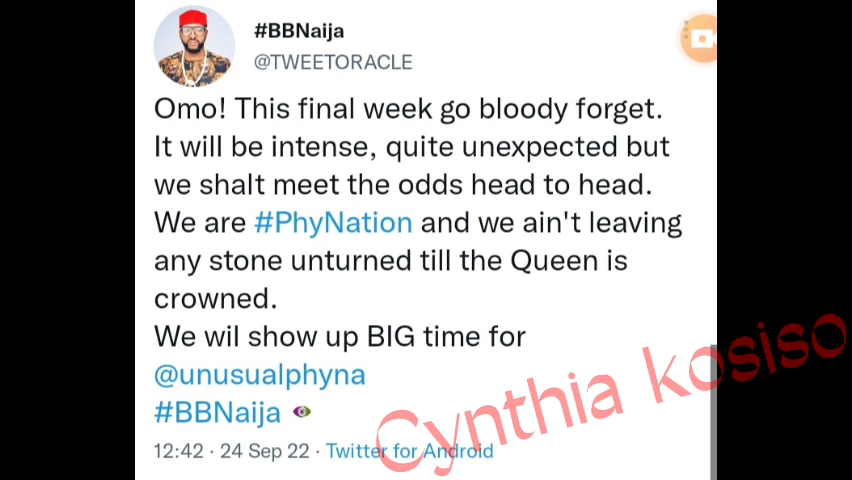 #BBNaija
@TWEETORACLE
Omo! This final week go bloody forget.
It will be intense, quite unexpected but
we shalt meet the odds head to head.
We are #PhyNation and we ain't leaving
any stone unturned till the Queen is
crowned.
We wil show up BIG time for
@unusualphyna
#BBNaija
12:42 · 24 Sep 22 · Twitter for Android
Cynthia kosiso